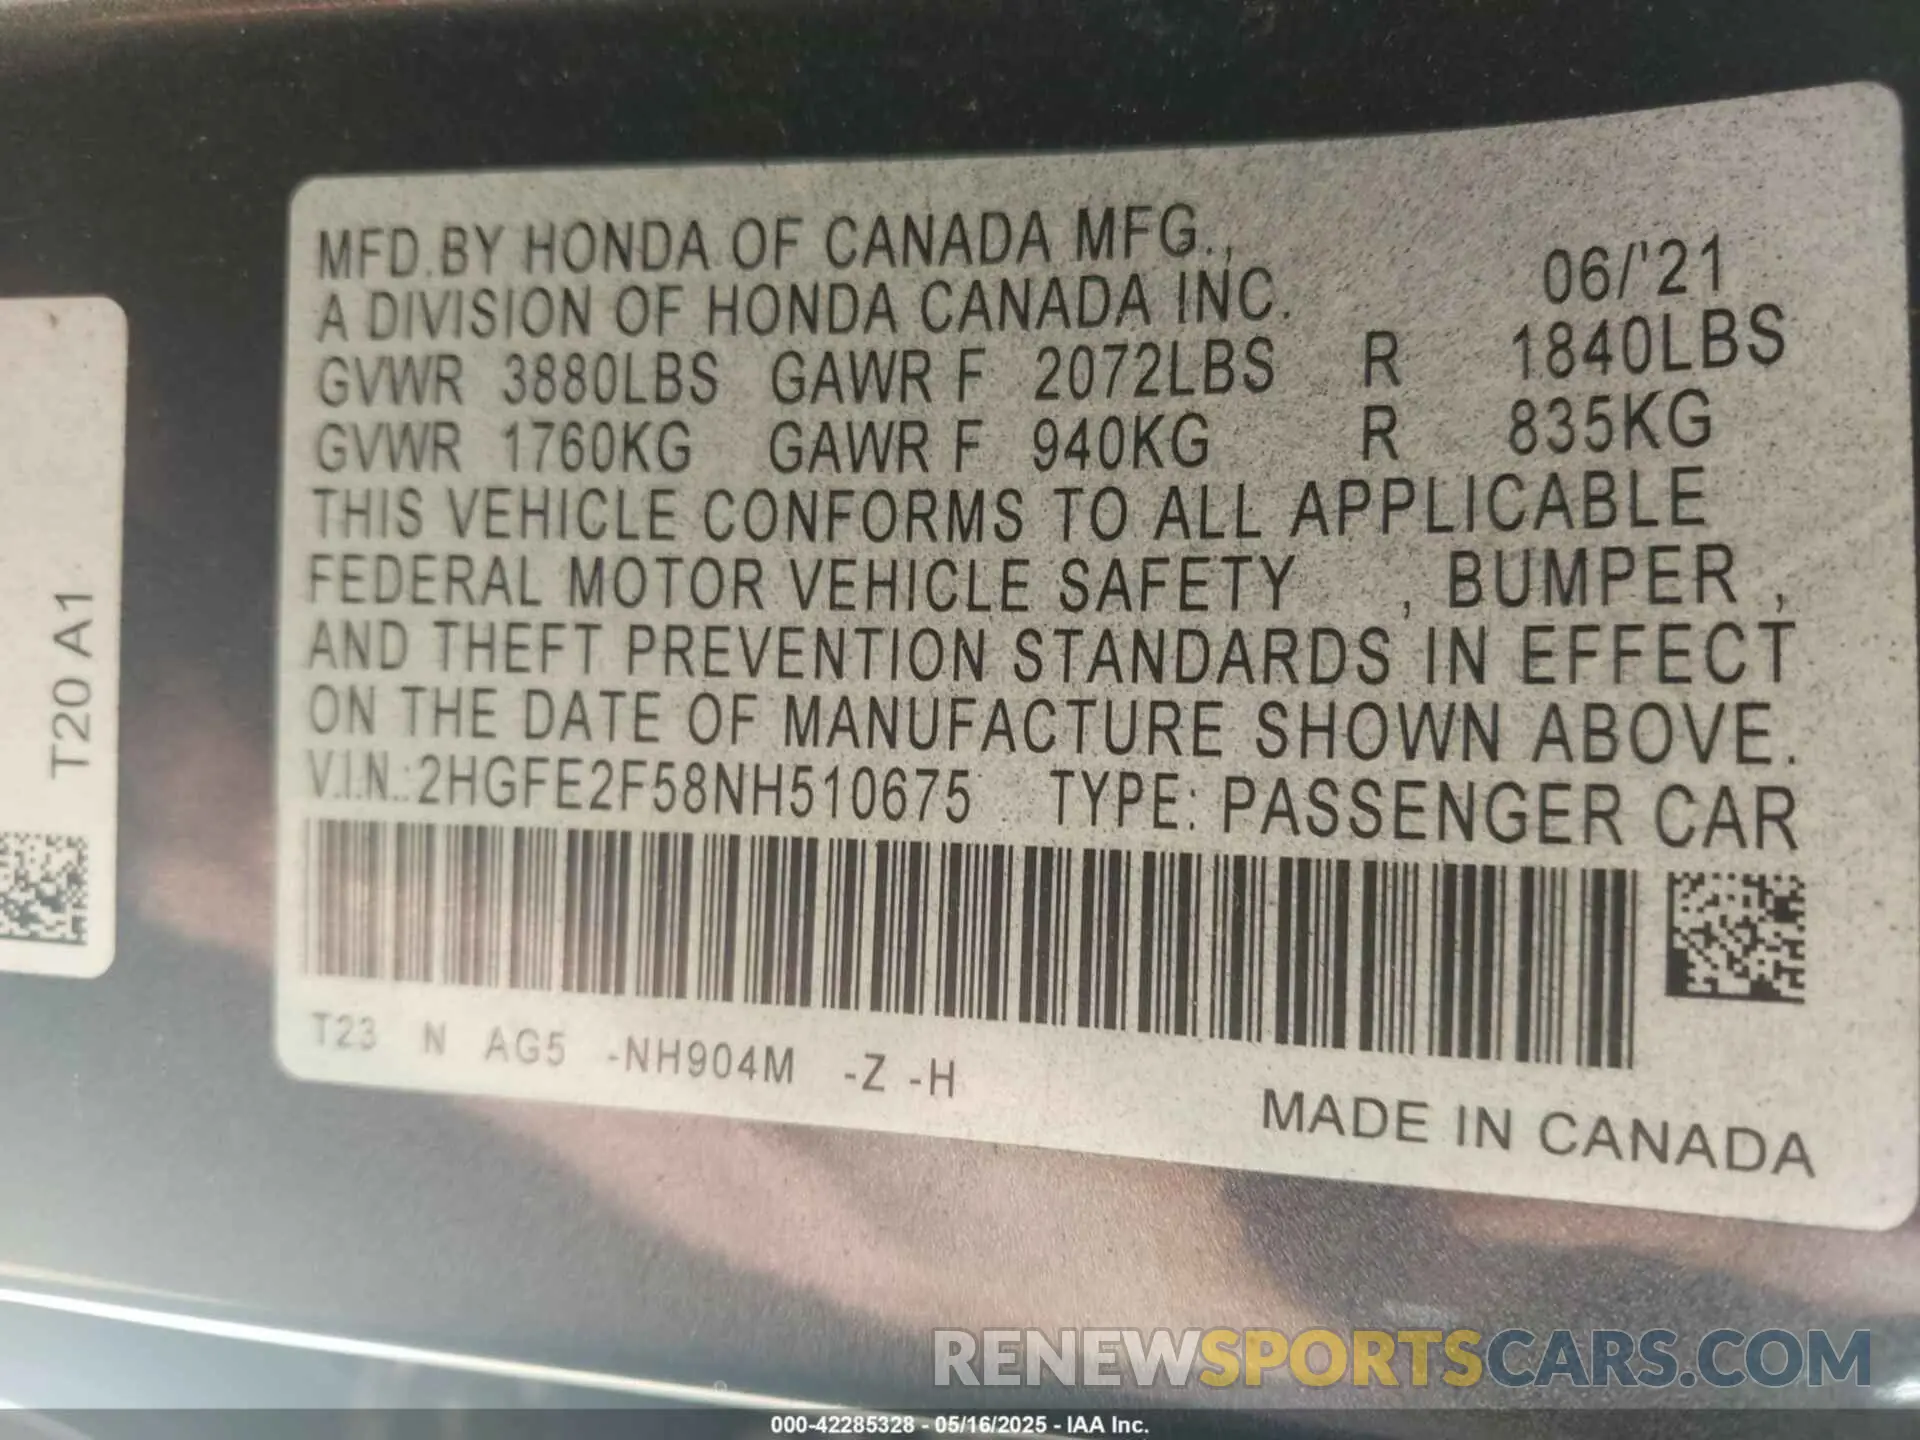 MFD.BY HONDA OF CANADA MFG.,
A DIVISION OF HONDA CANADA INC. 06/'21
GVWR 3880LBS GAWR F 2072LBS R 1840LBS
GVWR 1760KG GAWR F 940KG R 835KG
THIS VEHICLE CONFORMS TO ALL APPLICABLE
FEDERAL MOTOR VEHICLE SAFETY , BUMPER ,
AND THEFT PREVENTION STANDARDS IN EFFECT
ON THE DATE OF MANUFACTURE SHOWN ABOVE.
V.I.N.:2HGFE2F58NH510675 TYPE: PASSENGER CAR
T23 N AG5 -NH904M -Z -H
MADE IN CANADA
T20 A1
RENEWSPORTSCARS.COM
000-42285328 - 05/16/2025 - IAA Inc.